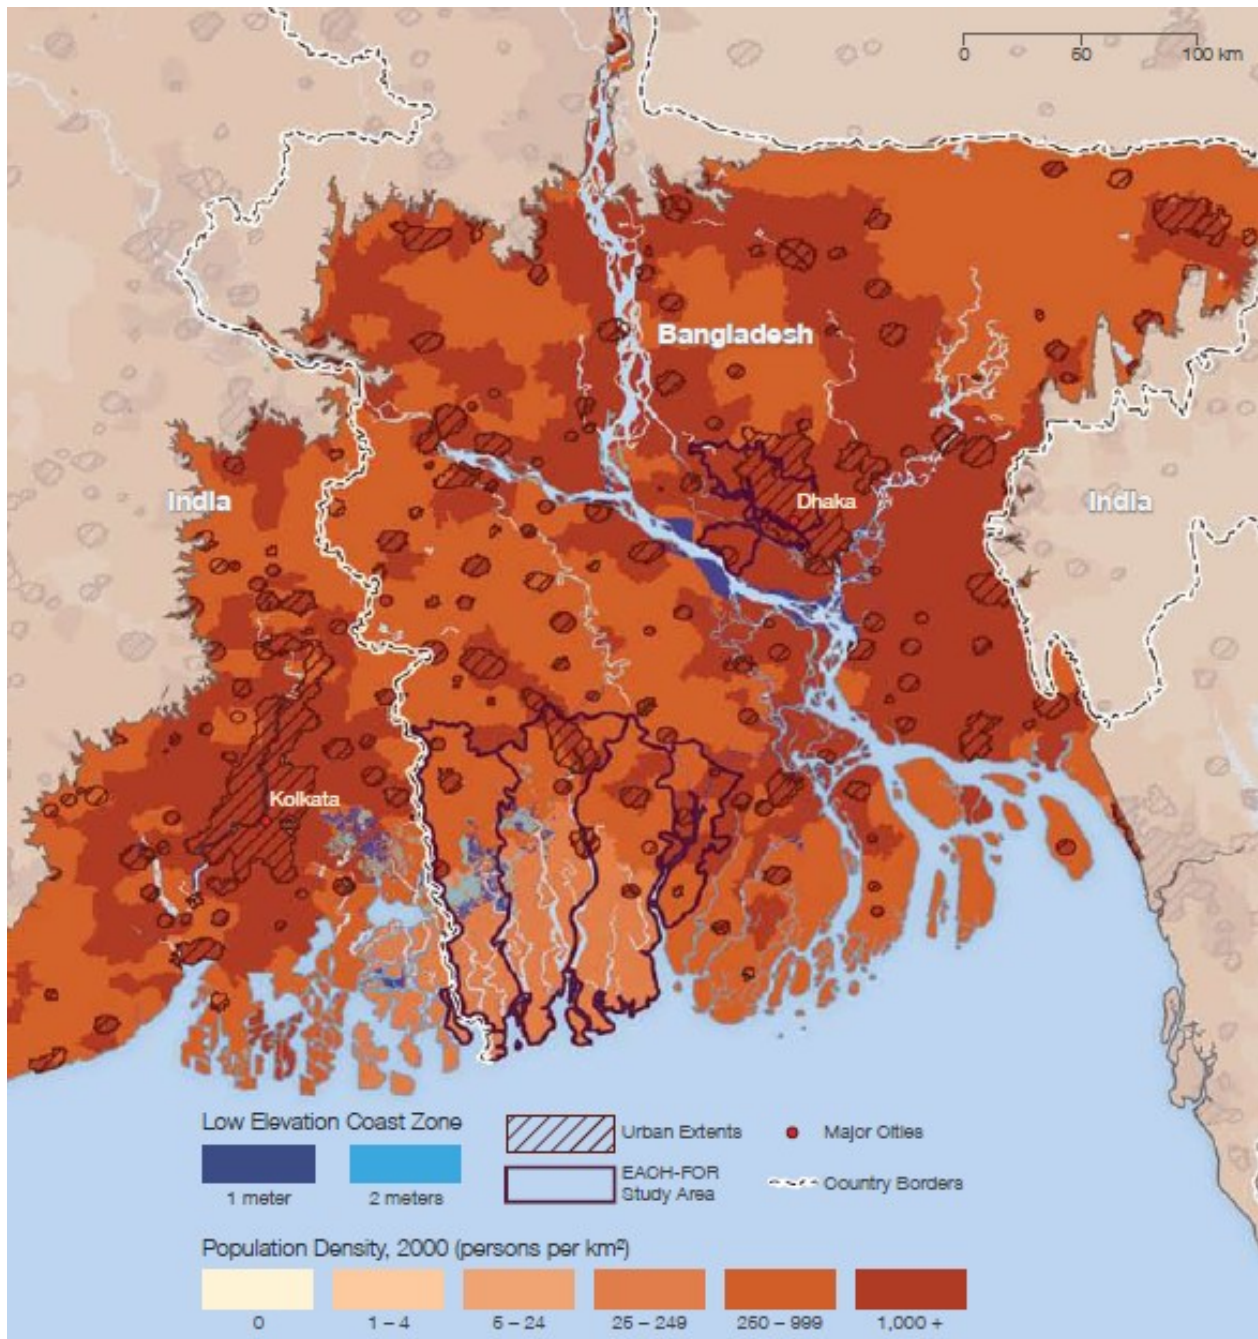 0 50 100 km
Bangladesh
India
Dhaka
India
Kolkata
Low Elevation Coast Zone
1 meter
2 meters
Urban Extents
EACH-FOR
Study Area
Major Cities
Country Borders
Population Density, 2000 (persons per km²)
0
1 – 4
5 – 24
25 – 249
250 – 999
1,000 +